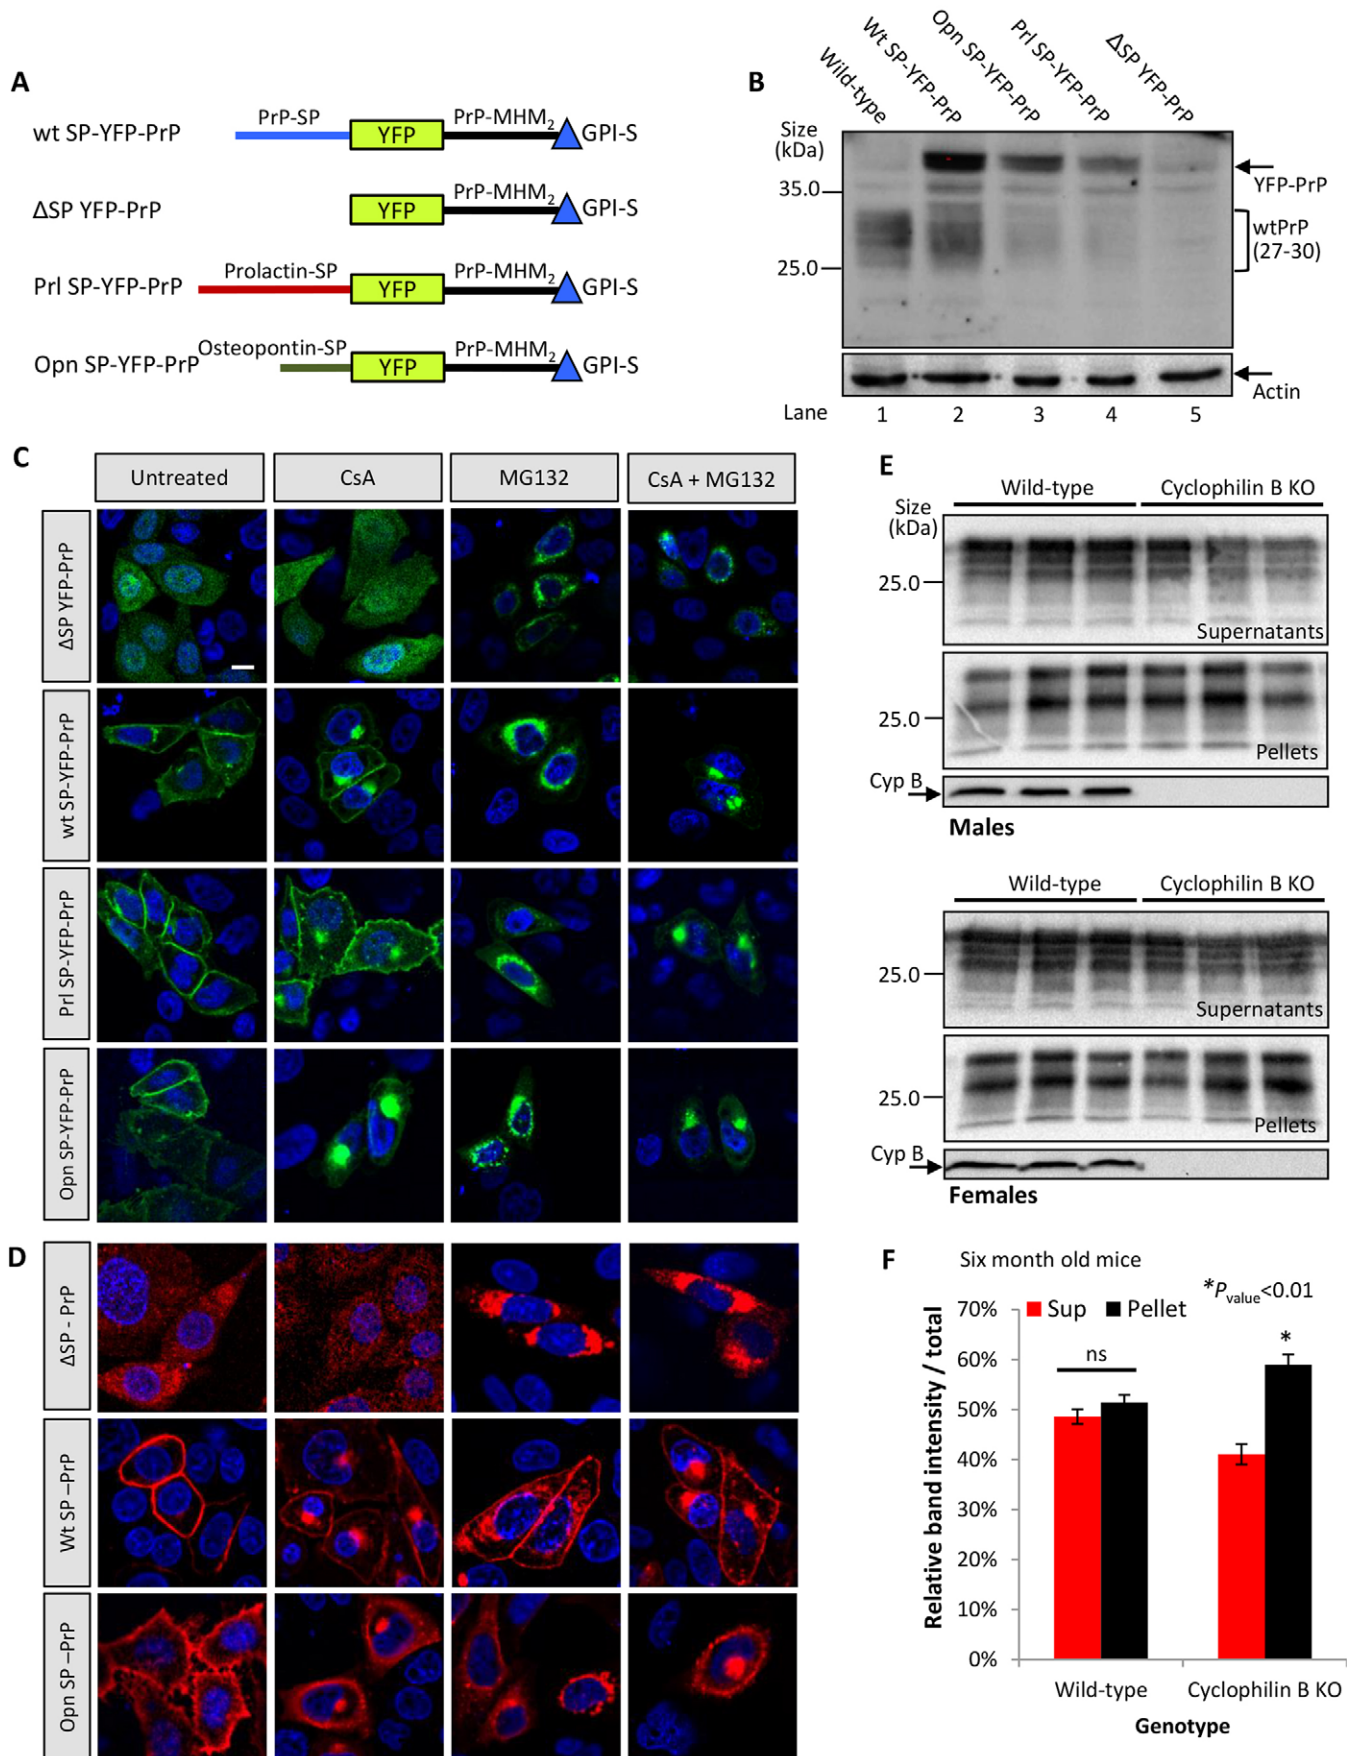 A
wt SP-YFP-PrP
PrP-SP
YFP
PrP-MHM2
GPI-S
ΔSP YFP-PrP
YFP
PrP-MHM2
GPI-S
Prl SP-YFP-PrP
Prolactin-SP
YFP
PrP-MHM2
GPI-S
Opn SP-YFP-PrP
Osteopontin-SP
YFP
PrP-MHM2
GPI-S
B
Wild-type
Wt SP-YFP-PrP
Opn SP-YFP-PrP
Prl SP-YFP-PrP
ΔSP YFP-PrP
Size
(kDa)
35.0
25.0
YFP-PrP
wtPrP
(27-30)
Actin
Lane 1 2 3 4 5
C
Untreated
CsA
MG132
CsA + MG132
ΔSP YFP-PrP
wt SP-YFP-PrP
Prl SP-YFP-PrP
Opn SP-YFP-PrP
D
ΔSP - PrP
Wt SP –PrP
Opn SP –PrP
E
Wild-type
Cyclophilin B KO
Size
(kDa)
25.0
Supernatants
25.0
Pellets
Cyp B
Males
Wild-type
Cyclophilin B KO
25.0
Supernatants
25.0
Pellets
Cyp B
Females
F
Six month old mice
*Pvalue<0.01
Sup
Pellet
Relative band intensity / total
70%
60%
50%
40%
30%
20%
10%
0%
ns
*
Wild-type
Cyclophilin B KO
Genotype